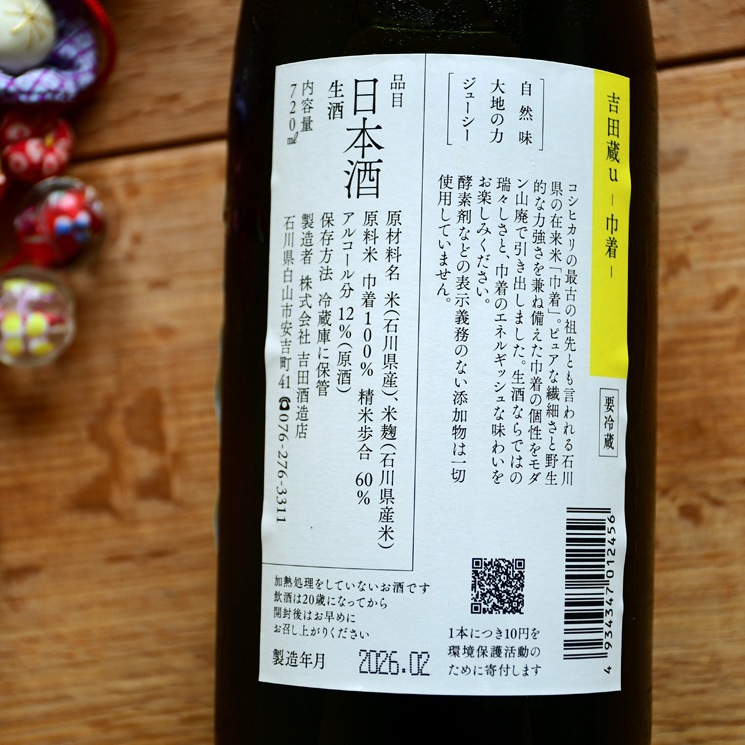 吉田蔵u ー巾着ー
要冷蔵
コシヒカリの最古の祖先とも言われる石川
県の在来米「巾着」。ピュアな繊細さと野生
的な力強さを兼ね備えた巾着の個性をモダ
ン山廃で引き出しました。生酒ならではの
瑞々しさと、巾着のエネルギッシュな味わいを
お楽しみください。
酵素剤などの表示義務のない添加物は一切
使用していません。
自然味
大地の力
ジューシー
品目
日本酒
生酒
内容量
720㎖
原材料名 米(石川県産)、米麹(石川県産米)
原料米 巾着100% 精米歩合 60%
アルコール分 12%(原酒)
保存方法 冷蔵庫に保管
製造者 株式会社 吉田酒造店
石川県白山市安吉町41 ☎076-276-3311
加熱処理をしていないお酒です
飲酒は20歳になってから
開封後はお早めに
お召し上がりください
製造年月 2026.02
1本につき10円を
環境保護活動の
ために寄付します
4 934347 012456